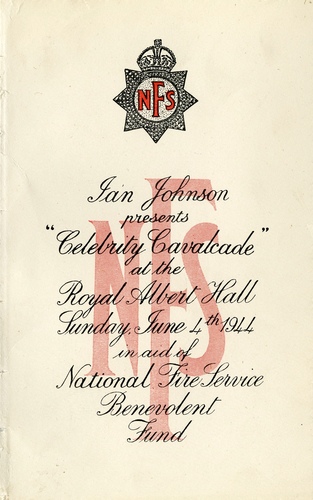 NFS
Ian Johnson
presents
"Celebrity Cavalcade"
at the
Royal Albert Hall
Sunday, June 4th 1944
in aid of
National Fire Service
Benevolent
Fund
NFS